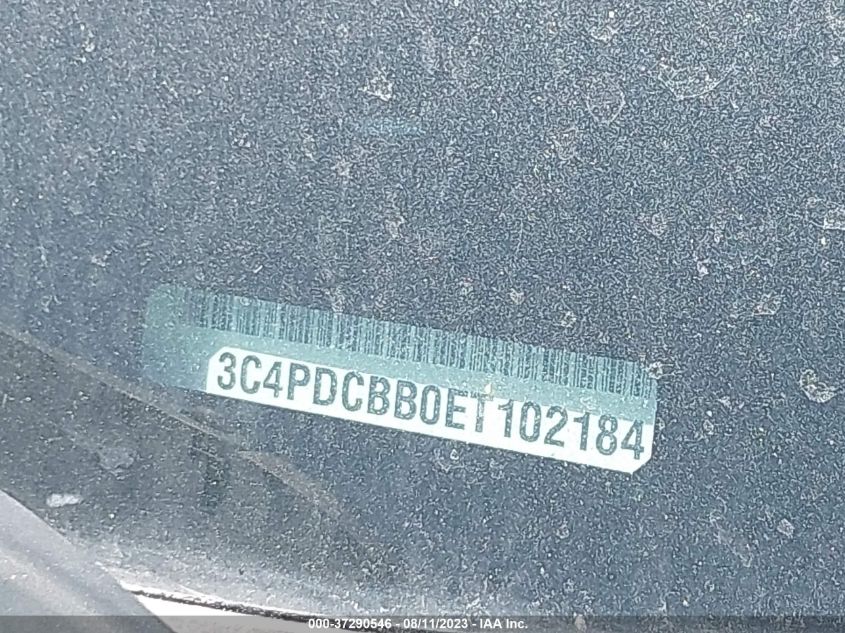 3C4PDCBB0ET102184
000-37290546 - 08/11/2023 - IAA Inc.